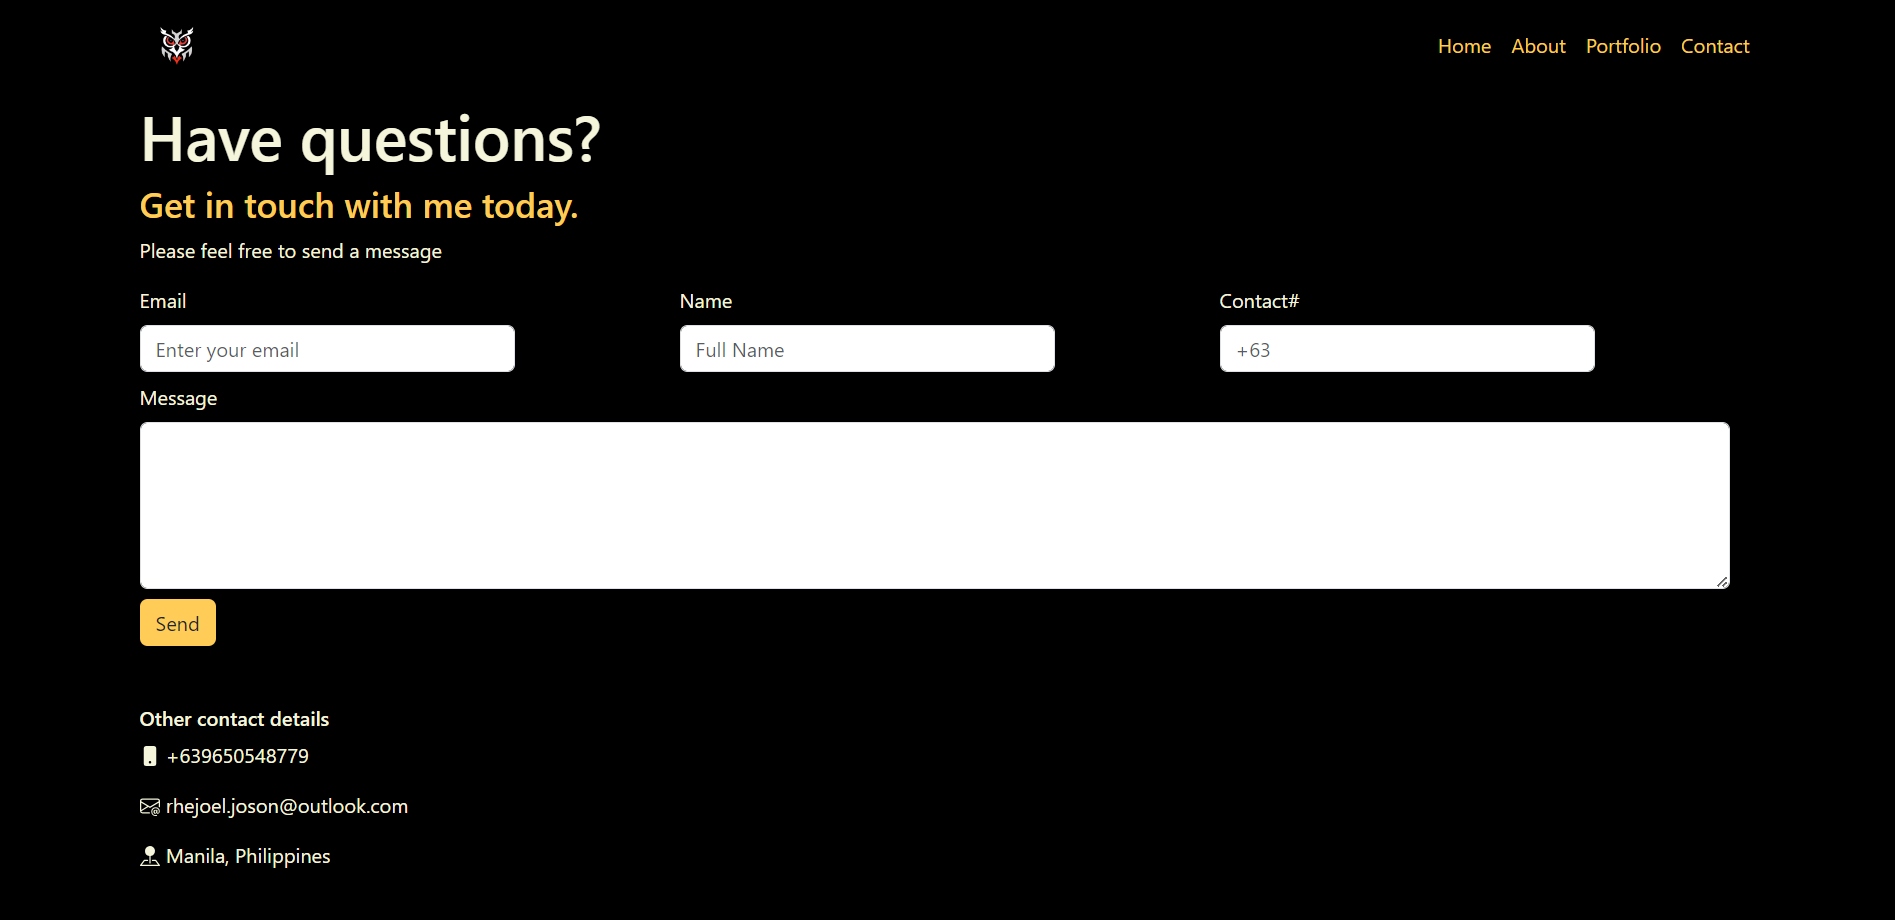 Home About Portfolio Contact
Have questions?
Get in touch with me today.
Please feel free to send a message
Email Name Contact#
Enter your email Full Name +63
Message
Send
Other contact details
+639650548779
rhejoel.joson@outlook.com
Manila, Philippines